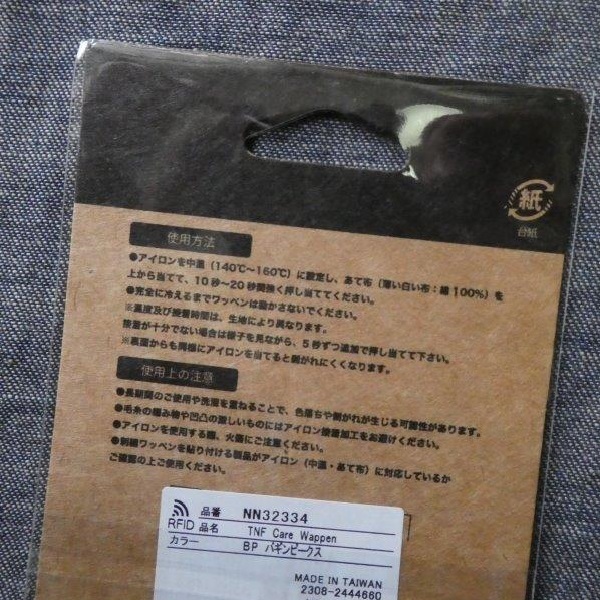 紙
台紙
使用方法
●アイロンを中温（140℃〜160℃）に設定し、あて布（薄い白い布：綿100%）を
上から当てて、10秒〜20秒間強く押し当ててください。
●完全に冷えるまでワッペンは動かさないでください。
※温度及び接着時間は、生地により異なります。
接着が十分でない場合は様子を見ながら、5秒ずつ追加で押し当てて下さい。
※裏面からも同様にアイロンを当てると剥がれにくくなります。
使用上の注意
●長期間のご使用や洗濯を重ねることで、色落ちや剥がれが生じる可能性があります。
●毛糸の編み物や凹凸の激しいものにはアイロン接着加工をお避けください。
●アイロンを使用する際、火傷にご注意ください。
●刺繍ワッペンを貼り付ける製品がアイロン（中温・あて布）に対応しているか
ご確認の上ご使用ください。
品番 NN32334
RFID 品名 TNF Care Wappen
カラー BP バギンピークス
MADE IN TAIWAN
2308-2444660